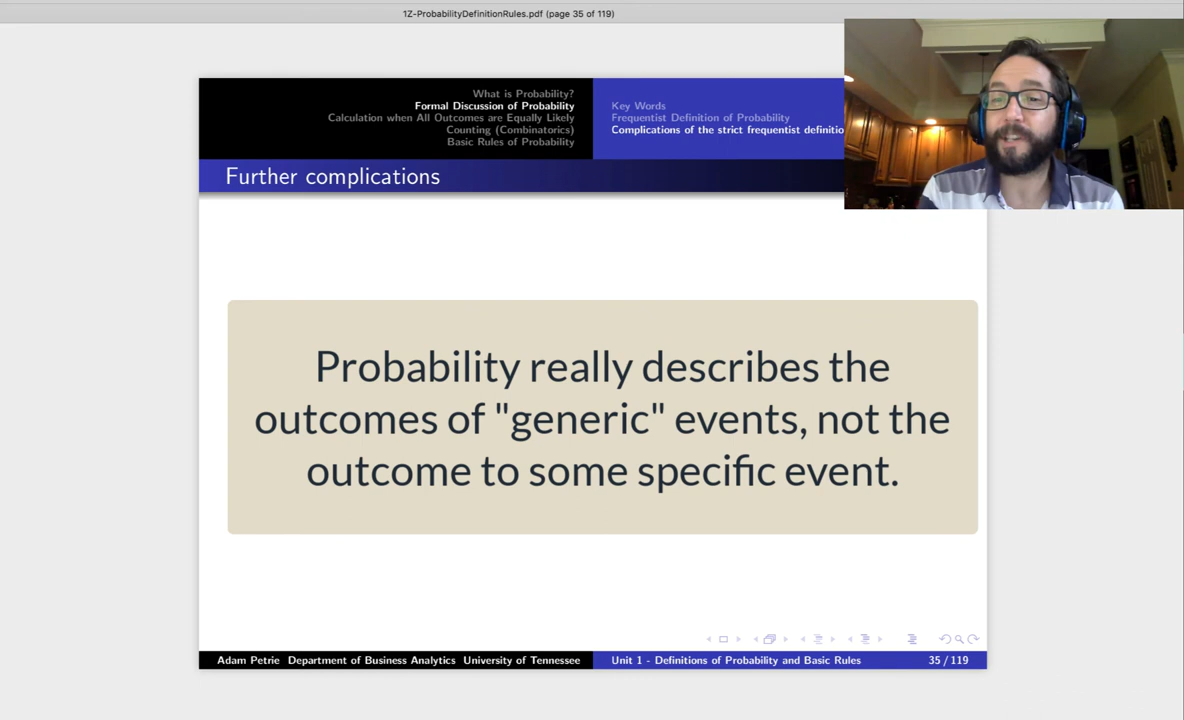 1Z-ProbabilityDefinitionRules.pdf (page 35 of 119)
What is Probability?
Formal Discussion of Probability
Calculation when All Outcomes are Equally Likely
Counting (Combinatorics)
Basic Rules of Probability
Key Words
Frequentist Definition of Probability
Complications of the strict frequentist definitio
Further complications
Probability really describes the
outcomes of "generic" events, not the
outcome to some specific event.
Adam Petrie Department of Business Analytics University of Tennessee
Unit 1 - Definitions of Probability and Basic Rules
35 / 119